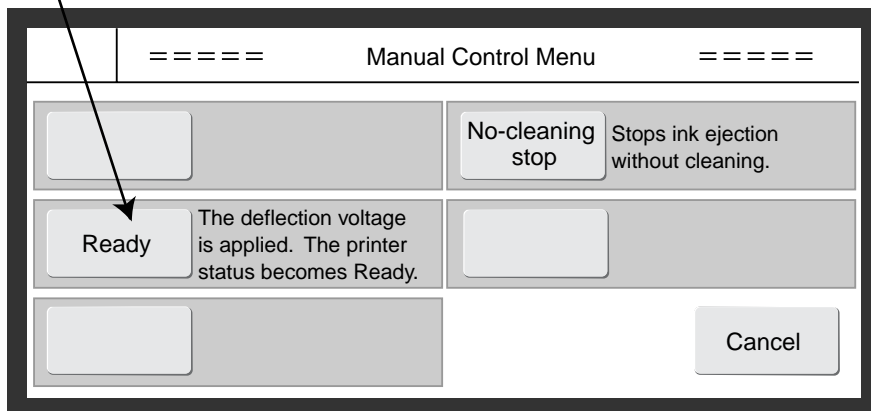 ===== Manual Control Menu =====
No-cleaning
stop
Stops ink ejection
without cleaning.
Ready
The deflection voltage
is applied. The printer
status becomes Ready.
Cancel